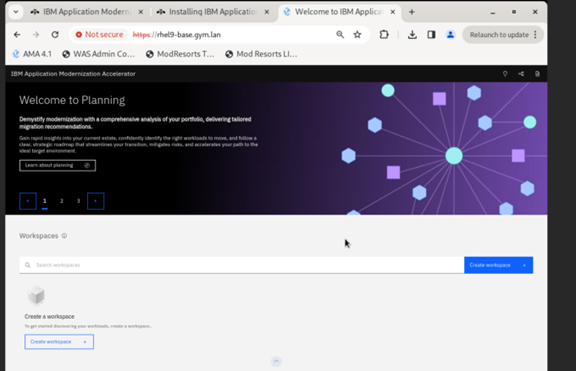 IBM Application Modern
Installing IBM Applicatio
Welcome to IBM Applica
Not secure
https://rhel9-base.gym.lan
Relaunch to update
AMA 4.1
WAS Admin Co...
ModResorts T...
Mod Resorts LI...
IBM Application Modernization Accelerator
Welcome to Planning
Demystify modernization with a comprehensive analysis of your portfolio, delivering tailored
migration recommendations.
Gain rapid insights into your current estate, confidently identify the right workloads to move, and follow a
clear, strategic roadmap that streamlines your transition, mitigates risks, and accelerates your path to the
ideal target environment.
Learn about planning
1 2 3
Workspaces
Search workspaces
Create workspace +
Create a workspace
To get started discovering your workloads, create a workspace.
Create workspace +